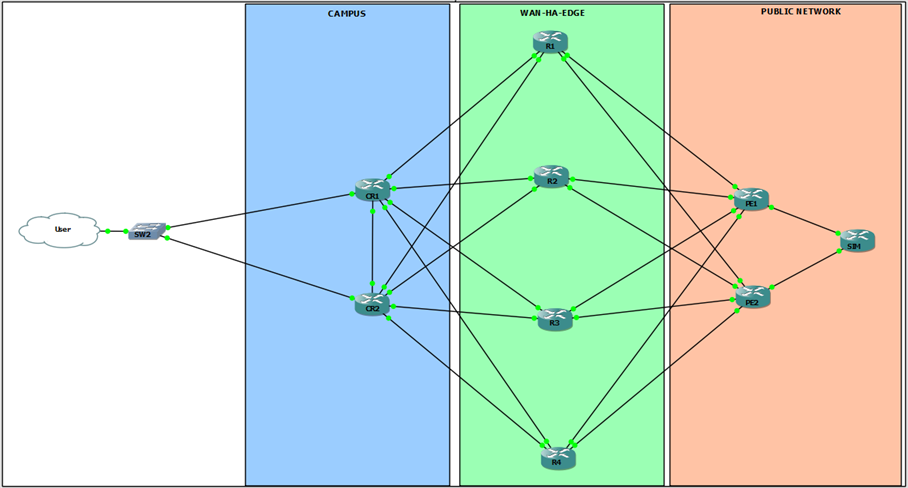 CAMPUS
WAN-HA-EDGE
PUBLIC NETWORK
R1
R2
CR1
PE1
User
SW2
SIM
CR2
PE2
R3
R4